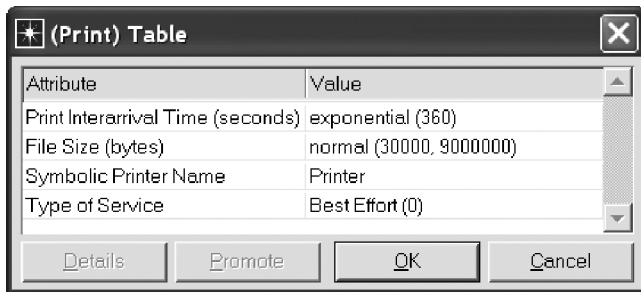 (Print) Table
Attribute Value
Print Interarrival Time (seconds) exponential (360)
File Size (bytes) normal (30000, 9000000)
Symbolic Printer Name Printer
Type of Service Best Effort (0)
Details Promote OK Cancel